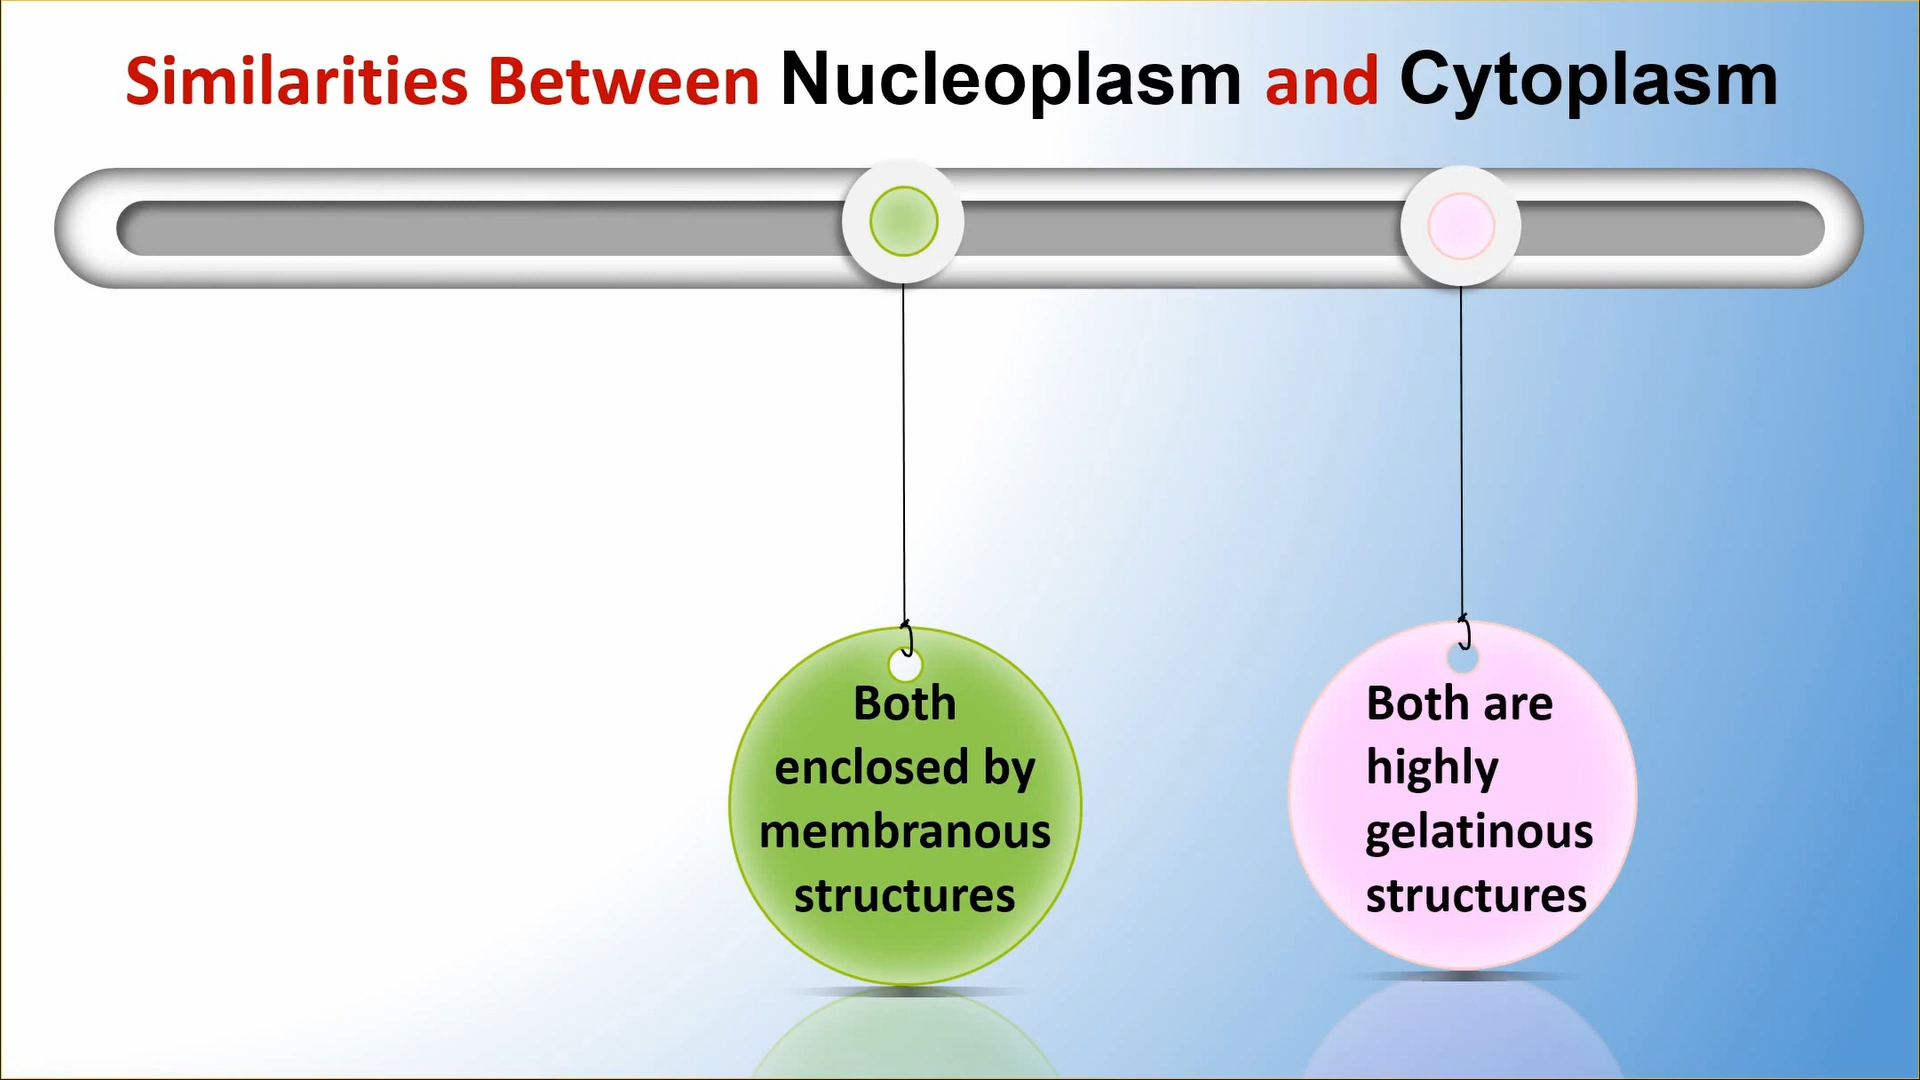 Similarities Between Nucleoplasm and Cytoplasm
Both
enclosed by
membranous
structures
Both are
highly
gelatinous
structures